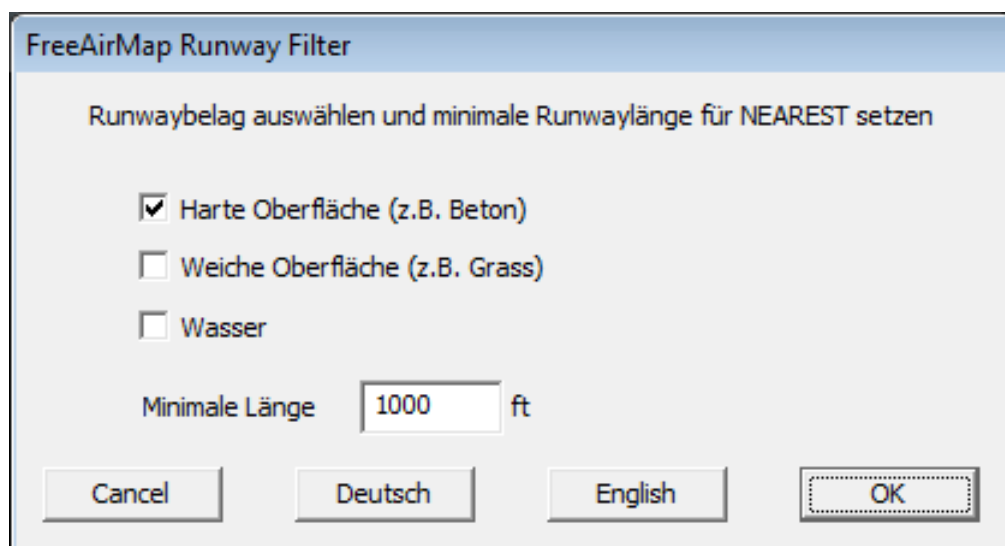 FreeAirMap Runway Filter
Runwaybelag auswählen und minimale Runwaylänge für NEAREST setzen
Harte Oberfläche (z.B. Beton)
Weiche Oberfläche (z.B. Grass)
Wasser
Minimale Länge 1000 ft
Cancel Deutsch English OK